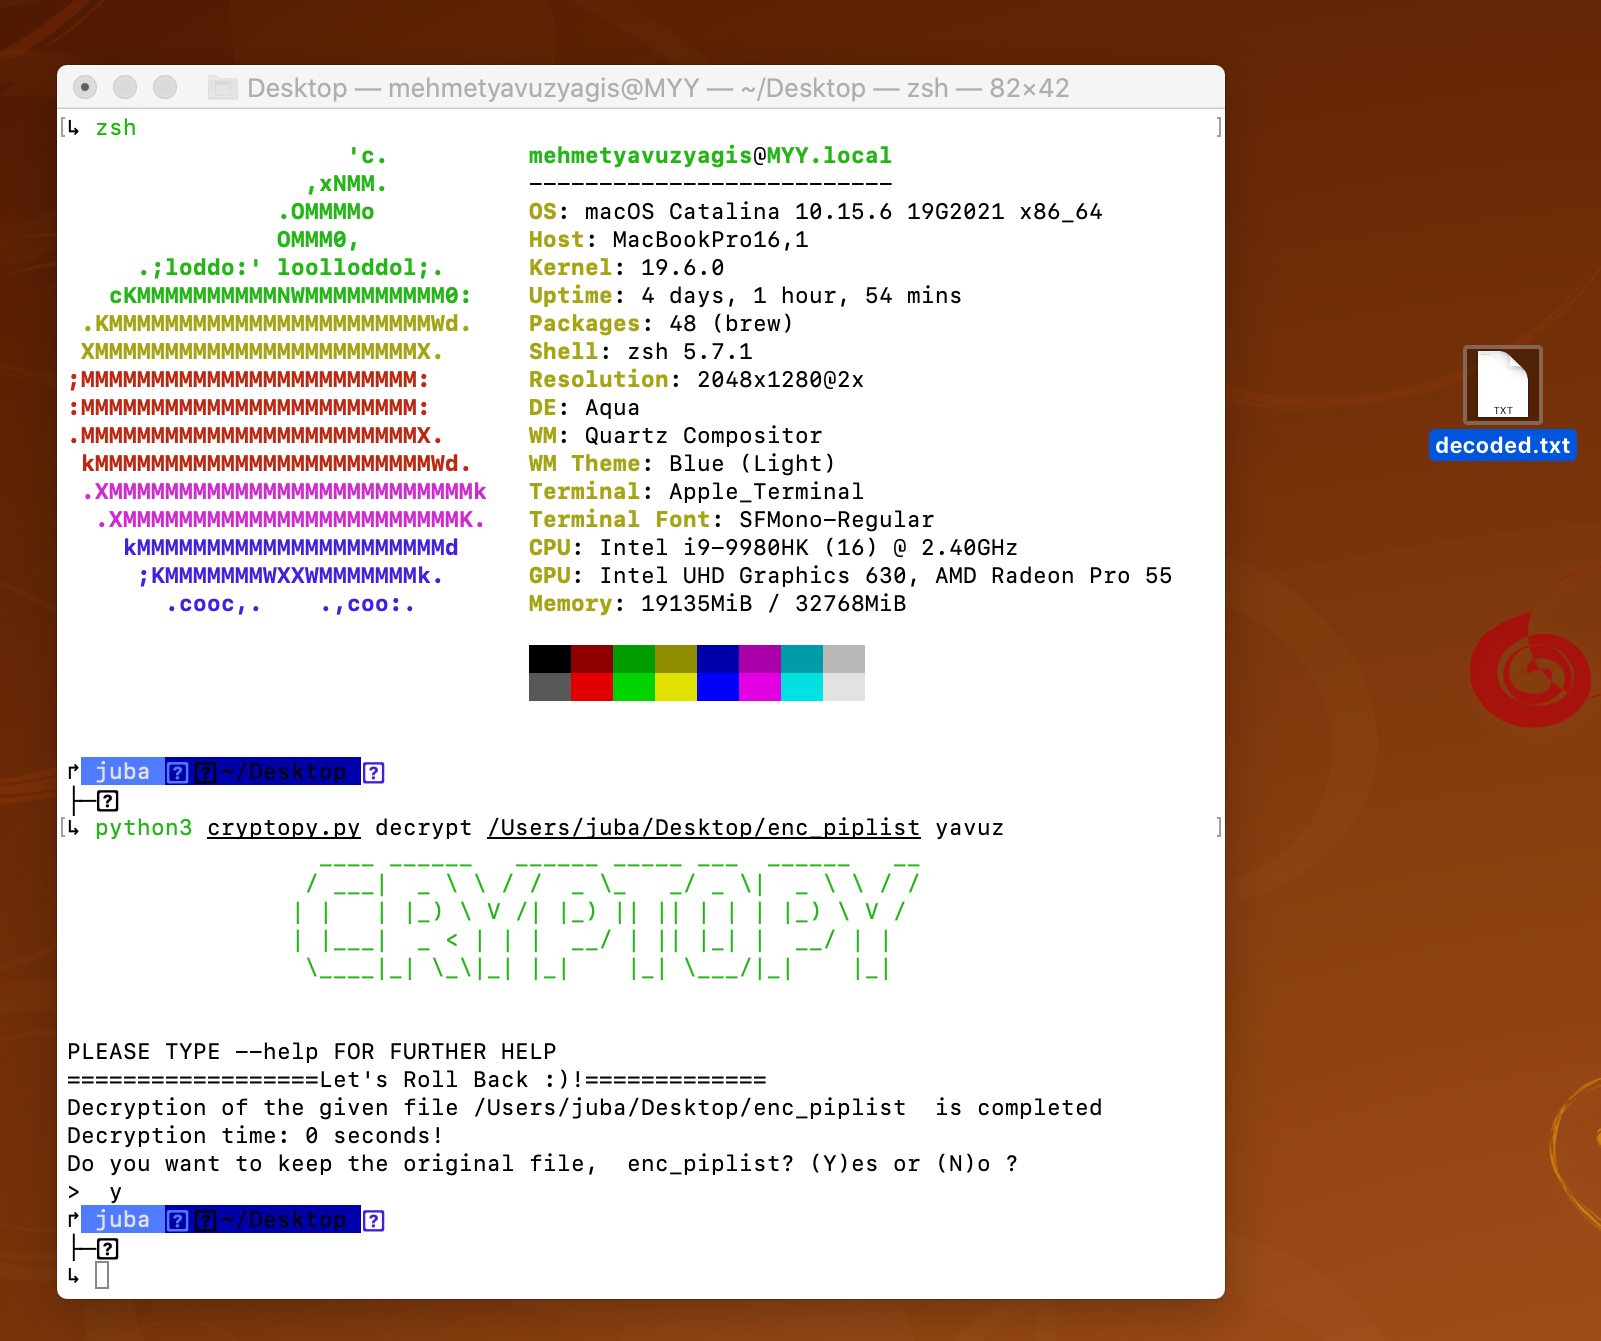 Desktop — mehmetyavuzyagis@MYY — ~/Desktop — zsh — 82×42
[↳ zsh ]
                    'c.          mehmetyavuzyagis@MYY.local
                 ,xNMM.          --------------------------
               .OMMMMo           OS: macOS Catalina 10.15.6 19G2021 x86_64
               OMMM0,            Host: MacBookPro16,1
     .;loddo:' loolloddol;.      Kernel: 19.6.0
   cKMMMMMMMMMMNWMMMMMMMMMM0:    Uptime: 4 days, 1 hour, 54 mins
 .KMMMMMMMMMMMMMMMMMMMMMMMWd.    Packages: 48 (brew)
 XMMMMMMMMMMMMMMMMMMMMMMMX.      Shell: zsh 5.7.1
;MMMMMMMMMMMMMMMMMMMMMMMM:       Resolution: 2048x1280@2x
:MMMMMMMMMMMMMMMMMMMMMMMM:       DE: Aqua
.MMMMMMMMMMMMMMMMMMMMMMMMX.      WM: Quartz Compositor
 kMMMMMMMMMMMMMMMMMMMMMMMMWd.    WM Theme: Blue (Light)
 .XMMMMMMMMMMMMMMMMMMMMMMMMMMk   Terminal: Apple_Terminal
  .XMMMMMMMMMMMMMMMMMMMMMMMMK.   Terminal Font: SFMono-Regular
    kMMMMMMMMMMMMMMMMMMMMMMd     CPU: Intel i9-9980HK (16) @ 2.40GHz
     ;KMMMMMMMWXXWMMMMMMMk.      GPU: Intel UHD Graphics 630, AMD Radeon Pro 55
       .cooc,.    .,coo:.        Memory: 19135MiB / 32768MiB
TXT
decoded.txt
↱ juba ? ? ~/Desktop ?
├─?
[↳ python3 cryptopy.py decrypt /Users/juba/Desktop/enc_piplist yavuz ]
CRYPTOPY
PLEASE TYPE --help FOR FURTHER HELP
==================Let's Roll Back :)!=============
Decryption of the given file /Users/juba/Desktop/enc_piplist  is completed
Decryption time: 0 seconds!
Do you want to keep the original file,  enc_piplist? (Y)es or (N)o ?
>  y
↱ juba ? ? ~/Desktop ?
├─?
↳